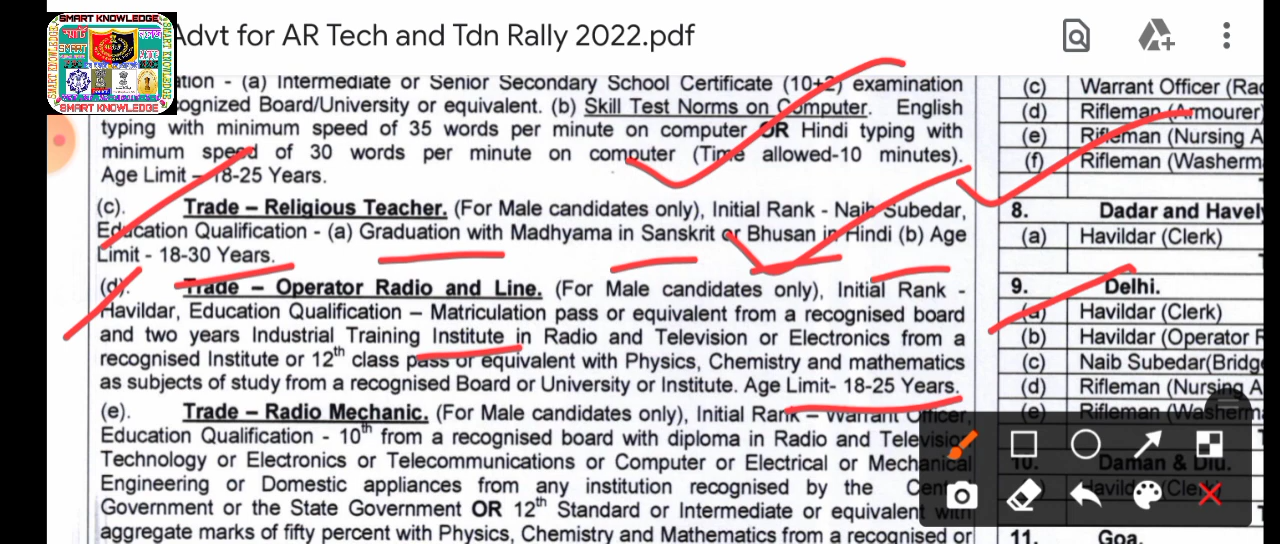 SMART KNOWLEDGE
Advt for AR Tech and Tdn Rally 2022.pdf
tion - (a) Intermediate or Senior Secondary School Certificate (10+2) examination
ognized Board/University or equivalent. (b) Skill Test Norms on Computer. English
typing with minimum speed of 35 words per minute on computer OR Hindi typing with
minimum speed of 30 words per minute on computer (Time allowed-10 minutes).
Age Limit – 18-25 Years.
(c). Trade – Religious Teacher. (For Male candidates only), Initial Rank - Naib Subedar,
Education Qualification - (a) Graduation with Madhyama in Sanskrit or Bhusan in Hindi (b) Age
Limit - 18-30 Years.
(d). Trade – Operator Radio and Line. (For Male candidates only), Initial Rank -
Havildar, Education Qualification – Matriculation pass or equivalent from a recognised board
and two years Industrial Training Institute in Radio and Television or Electronics from a
recognised Institute or 12th class pass or equivalent with Physics, Chemistry and mathematics
as subjects of study from a recognised Board or University or Institute. Age Limit- 18-25 Years.
(e). Trade – Radio Mechanic. (For Male candidates only), Initial Rank – Warrant Officer,
Education Qualification - 10th from a recognised board with diploma in Radio and Television
Technology or Electronics or Telecommunications or Computer or Electrical or Mechanical
Engineering or Domestic appliances from any institution recognised by the Cent
Government or the State Government OR 12th Standard or Intermediate or equivalent with
aggregate marks of fifty percent with Physics, Chemistry and Mathematics from a recognised or
(c) Warrant Officer (Rad
(d) Rifleman (Armourer)
(e) Rifleman (Nursing A
(f) Rifleman (Washerm
8. Dadar and Havel
(a) Havildar (Clerk)
9. Delhi.
(a) Havildar (Clerk)
(b) Havildar (Operator R
(c) Naib Subedar(Bridge
(d) Rifleman (Nursing A
(e) Rifleman (Washerma
10. Daman & Diu.
Havildar (Clerk)
11. Goa.
SMART KNOWLEDGE